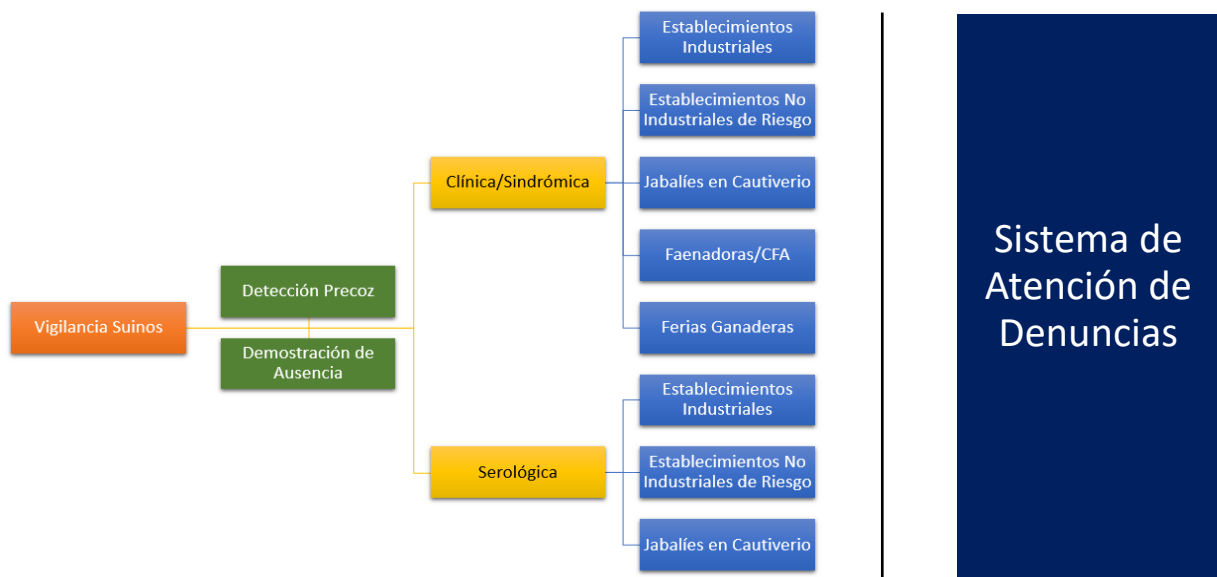 Vigilancia Suinos
Detección Precoz
Demostración de
Ausencia
Clínica/Sindrómica
Serológica
Establecimientos
Industriales
Establecimientos No
Industriales de Riesgo
Jabalíes en Cautiverio
Faenadoras/CFA
Ferias Ganaderas
Establecimientos
Industriales
Establecimientos No
Industriales de Riesgo
Jabalíes en Cautiverio
Sistema de
Atención de
Denuncias